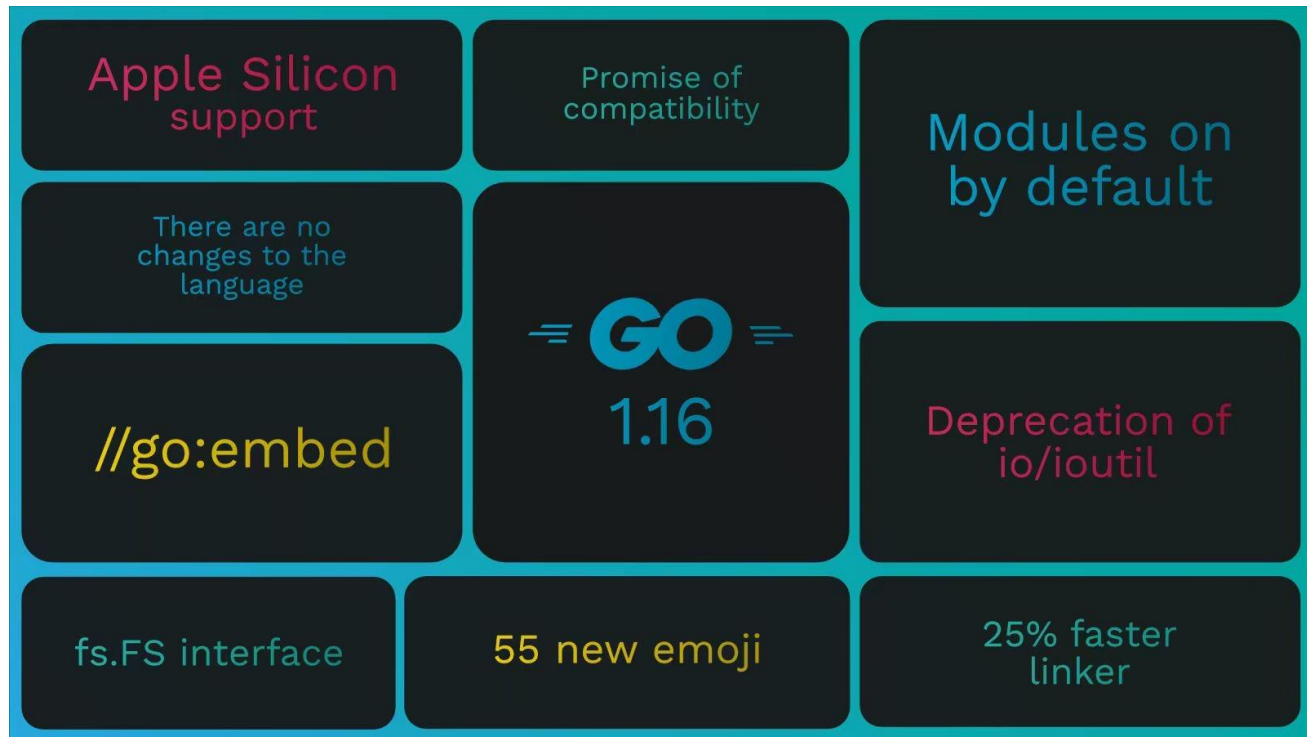 Apple Silicon
support
Promise of
compatibility
Modules on
by default
There are no
changes to the
language
GO
1.16
//go:embed
Deprecation of
io/ioutil
fs.FS interface
55 new emoji
25% faster
linker